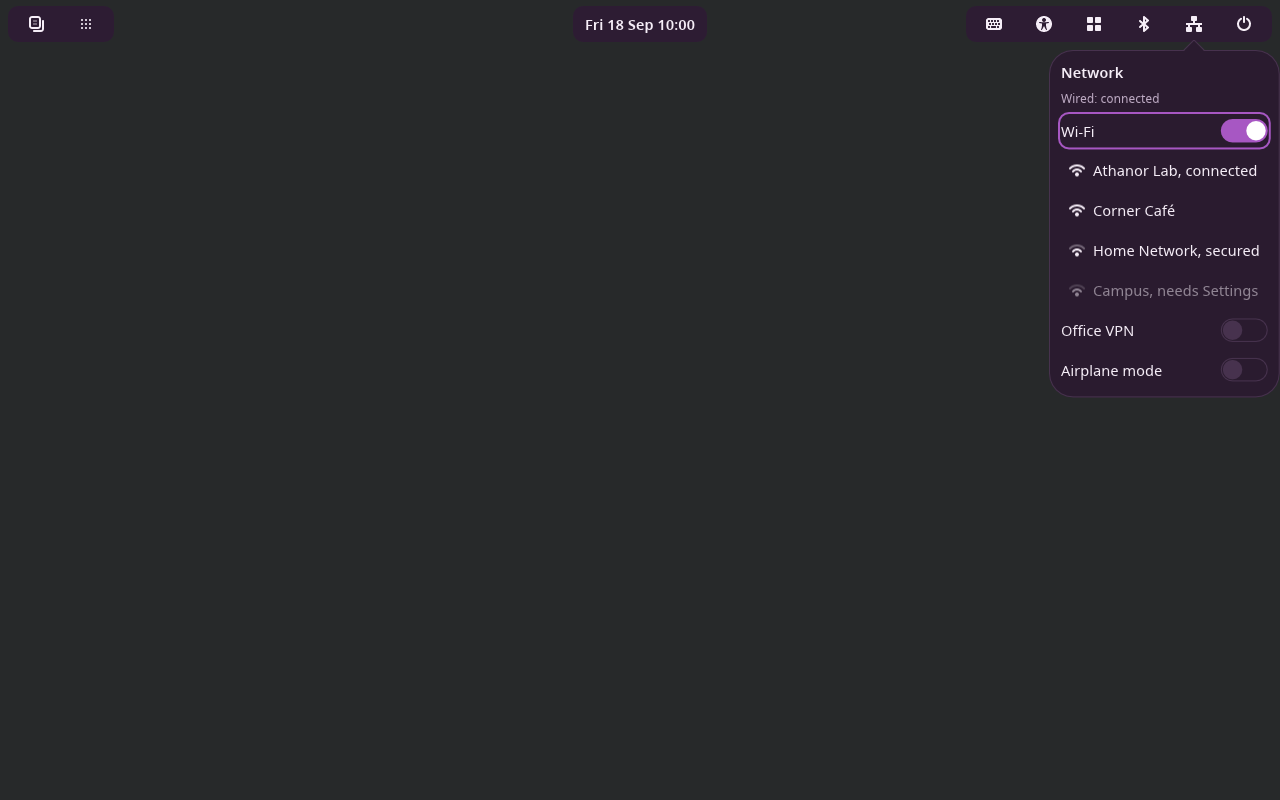 Fri 18 Sep 10:00
Network
Wired: connected
Wi-Fi
Athanor Lab, connected
Corner Café
Home Network, secured
Campus, needs Settings
Office VPN
Airplane mode